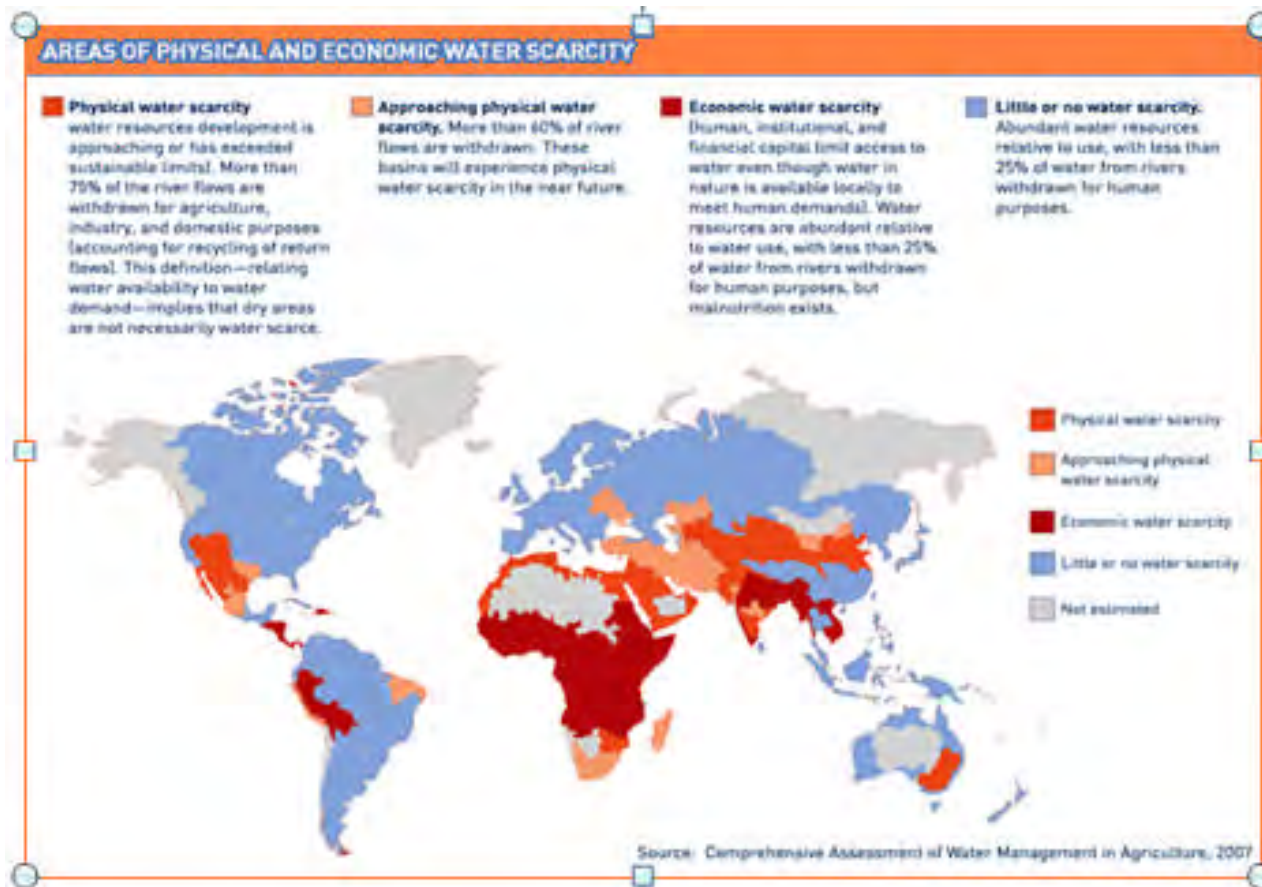 AREAS OF PHYSICAL AND ECONOMIC WATER SCARCITY
Physical water scarcity
water resources development is
approaching or has exceeded
sustainable limits). More than
75% of the river flows are
withdrawn for agriculture,
industry, and domestic purposes
(accounting for recycling of return
flows). This definition—relating
water availability to water
demand—implies that dry areas
are not necessarily water scarce.
Approaching physical water
scarcity. More than 60% of river
flows are withdrawn. These
basins will experience physical
water scarcity in the near future.
Economic water scarcity
(human, institutional, and
financial capital limit access to
water even though water in
nature is available locally to
meet human demands). Water
resources are abundant relative
to water use, with less than 25%
of water from rivers withdrawn
for human purposes, but
malnutrition exists.
Little or no water scarcity.
Abundant water resources
relative to use, with less than
25% of water from rivers
withdrawn for human
purposes.
Physical water scarcity
Approaching physical
water scarcity
Economic water scarcity
Little or no water scarcity
Not estimated
Source: Comprehensive Assessment of Water Management in Agriculture, 2007